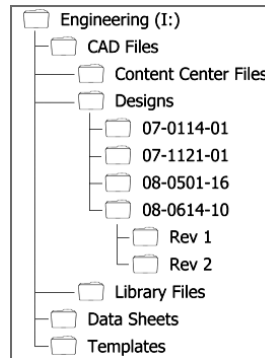 Engineering (I:)
CAD Files
Content Center Files
Designs
07-0114-01
07-1121-01
08-0501-16
08-0614-10
Rev 1
Rev 2
Library Files
Data Sheets
Templates